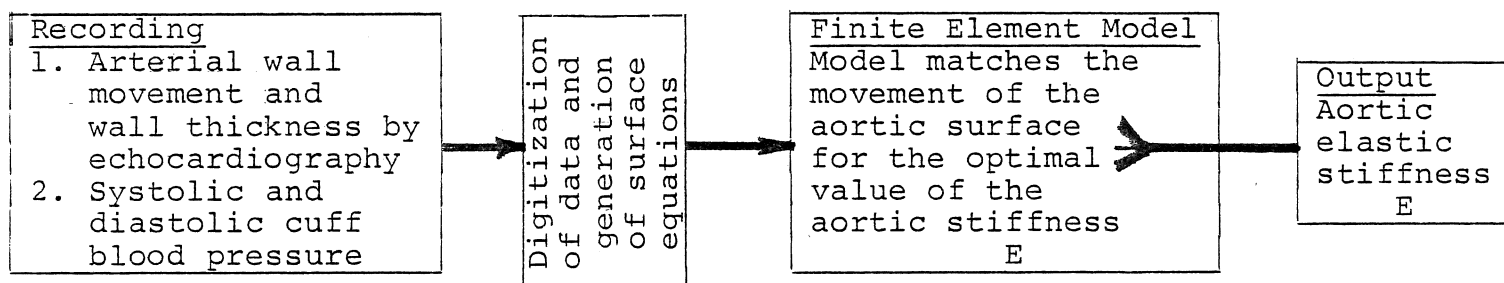 Recording
1. Arterial wall
movement and
wall thickness by
echocardiography
2. Systolic and
diastolic cuff
blood pressure
Digitization
of data and
generation
of surface
equations
Finite Element Model
Model matches the
movement of the
aortic surface
for the optimal
value of the
aortic stiffness
E
Output
Aortic
elastic
stiffness
E